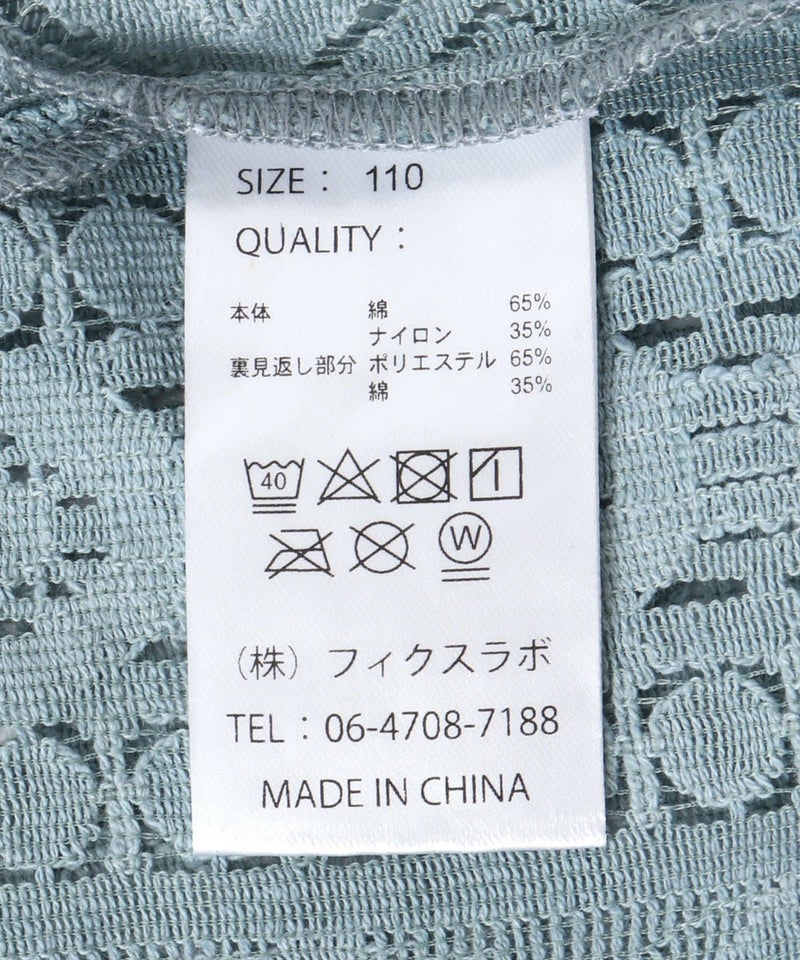 SIZE： 110
QUALITY：
本体 綿 65%
ナイロン 35%
裏見返し部分 ポリエステル 65%
綿 35%
40
W
（株）フィクスラボ
TEL：06-4708-7188
MADE IN CHINA